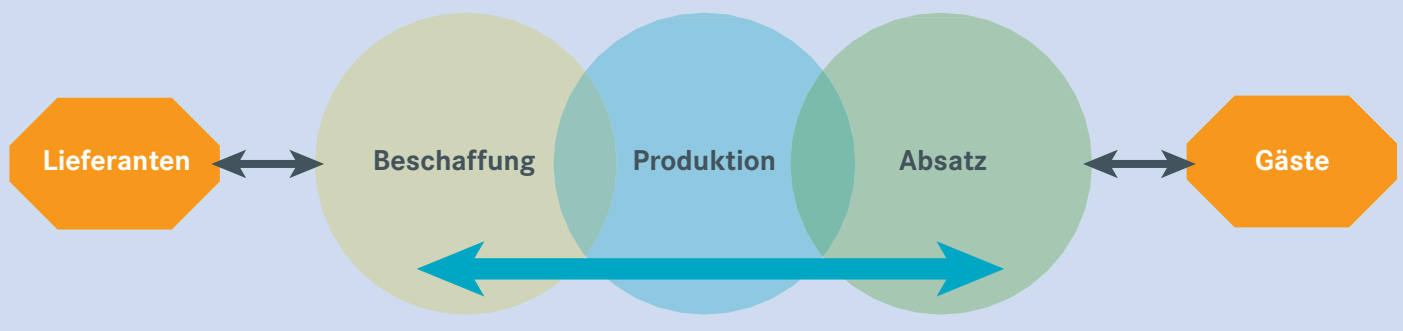 Lieferanten
Beschaffung
Produktion
Absatz
Gäste